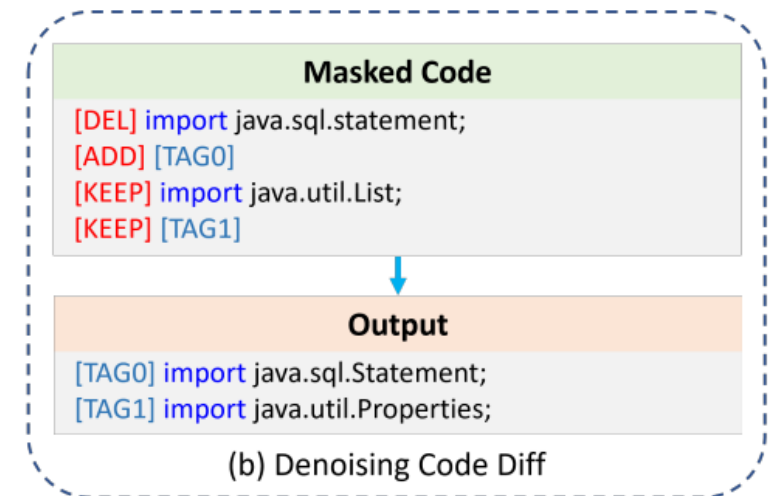 Masked Code
[DEL] import java.sql.statement;
[ADD] [TAG0]
[KEEP] import java.util.List;
[KEEP] [TAG1]
Output
[TAG0] import java.sql.Statement;
[TAG1] import java.util.Properties;
(b) Denoising Code Diff